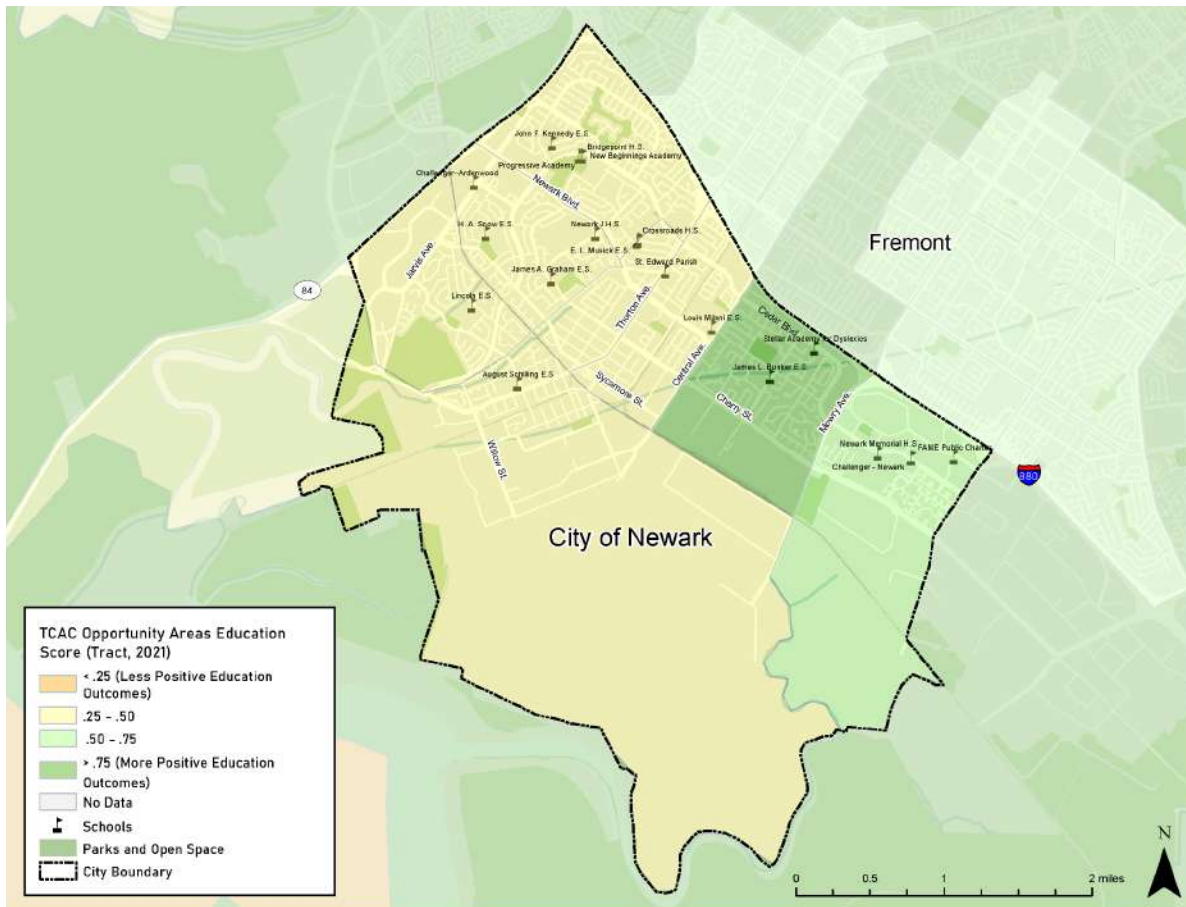 John F. Kennedy E.S.
Bridgepoint H.S.
New Beginnings Academy
Progressive Academy
Challenger-Ardenwood
Newark Blvd.
H. A. Snow E.S.
Newark J.H.S.
Crossroads H.S.
E. L. Musick E.S.
St. Edward Parish
Jarvis Ave.
James A. Graham E.S.
Fremont
84
Lincoln E.S.
Thorton Ave.
Louis Milani E.S.
Cedar Blvd.
Stellar Academy for Dyslexics
Central Ave.
James L. Bunker E.S.
August Schilling E.S.
Sycamore St.
Cherry St.
Mowry Ave.
Willow St.
Newark Memorial H.S.
FAME Public Charter
Challenger - Newark
880
City of Newark
TCAC Opportunity Areas Education
Score (Tract, 2021)
< .25 (Less Positive Education
Outcomes)
.25 - .50
.50 - .75
> .75 (More Positive Education
Outcomes)
No Data
Schools
Parks and Open Space
City Boundary
N
0 0.5 1 2 miles